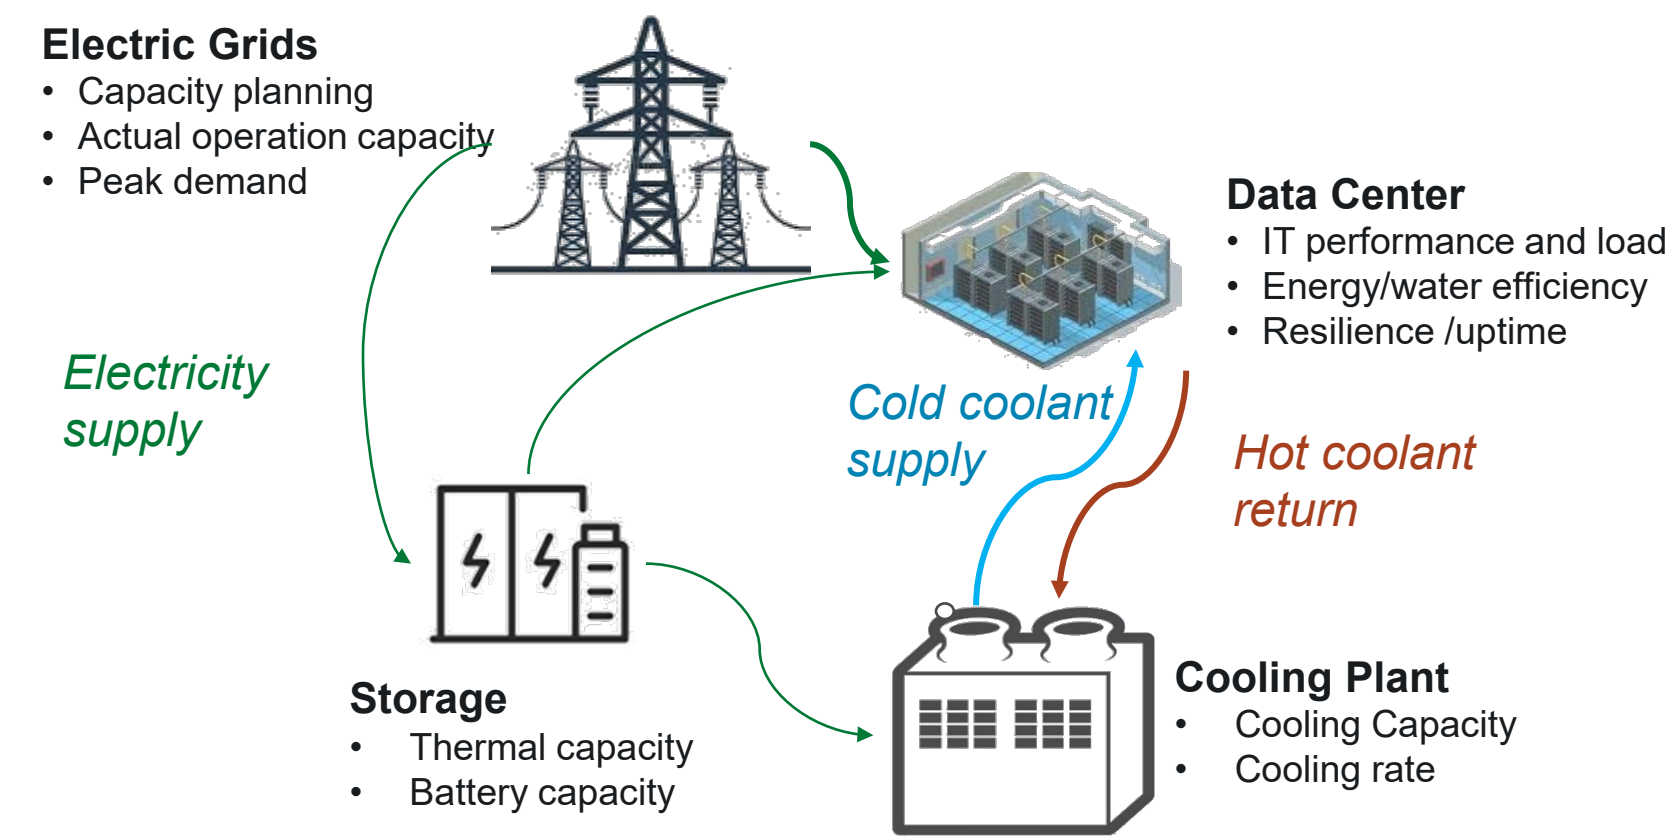 Electric Grids
• Capacity planning
• Actual operation capacity
• Peak demand
Data Center
• IT performance and load
• Energy/water efficiency
• Resilience /uptime
Electricity
supply
Cold coolant
supply
Hot coolant
return
Storage
• Thermal capacity
• Battery capacity
Cooling Plant
• Cooling Capacity
• Cooling rate